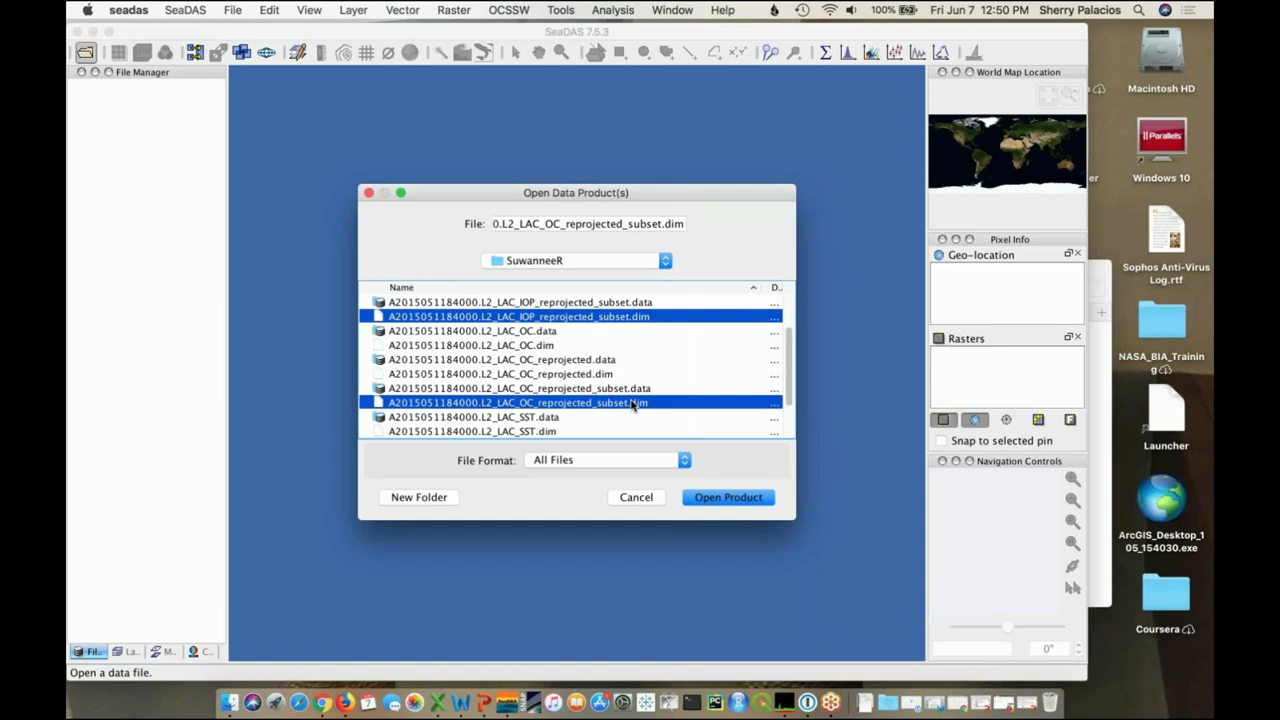 seadas SeaDAS File Edit View Layer Vector Raster OCSSW Tools Analysis Window Help 100% Fri Jun 7 12:50 PM Sherry Palacios
SeaDAS 7.5.3
File Manager
World Map Location
Macintosh HD
Windows 10
Sophos Anti-Virus
Log.rtf
NASA_BIA_Trainin
g
Launcher
ArcGIS_Desktop_1
05_154030.exe
Coursera
Open Data Product(s)
File: 0.L2_LAC_OC_reprojected_subset.dim
SuwanneeR
Name D..
A2015051184000.L2_LAC_IOP_reprojected_subset.data ...
A2015051184000.L2_LAC_IOP_reprojected_subset.dim ...
A2015051184000.L2_LAC_OC.data ...
A2015051184000.L2_LAC_OC.dim ...
A2015051184000.L2_LAC_OC_reprojected.data ...
A2015051184000.L2_LAC_OC_reprojected.dim ...
A2015051184000.L2_LAC_OC_reprojected_subset.data ...
A2015051184000.L2_LAC_OC_reprojected_subset.dim ...
A2015051184000.L2_LAC_SST.data ...
A2015051184000.L2_LAC_SST.dim ...
File Format: All Files
New Folder Cancel Open Product
Pixel Info
Geo-location
Rasters
Snap to selected pin
Navigation Controls
0°
Fil.. La... M.. C..
Open a data file.